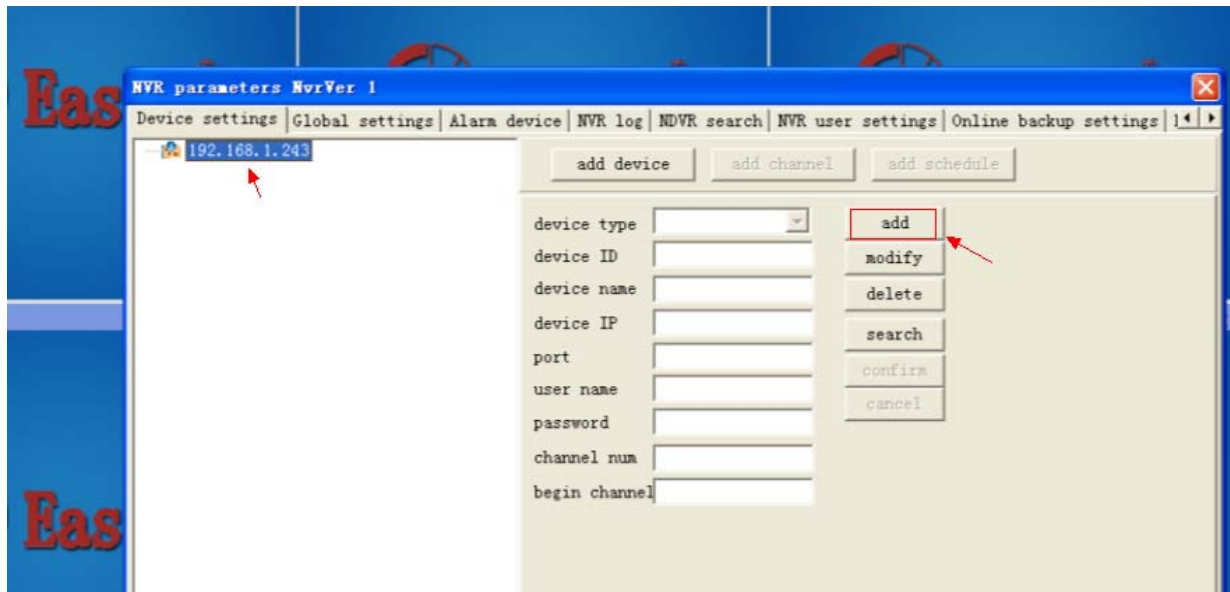 Eas
NVR parameters NvrVer 1
Device settings Global settings Alarm device NVR log NDVR search NVR user settings Online backup settings
192.168.1.243
add device add channel add schedule
device type add
device ID modify
device name delete
device IP search
port confirm
user name cancel
password
channel num
begin channel
Eas